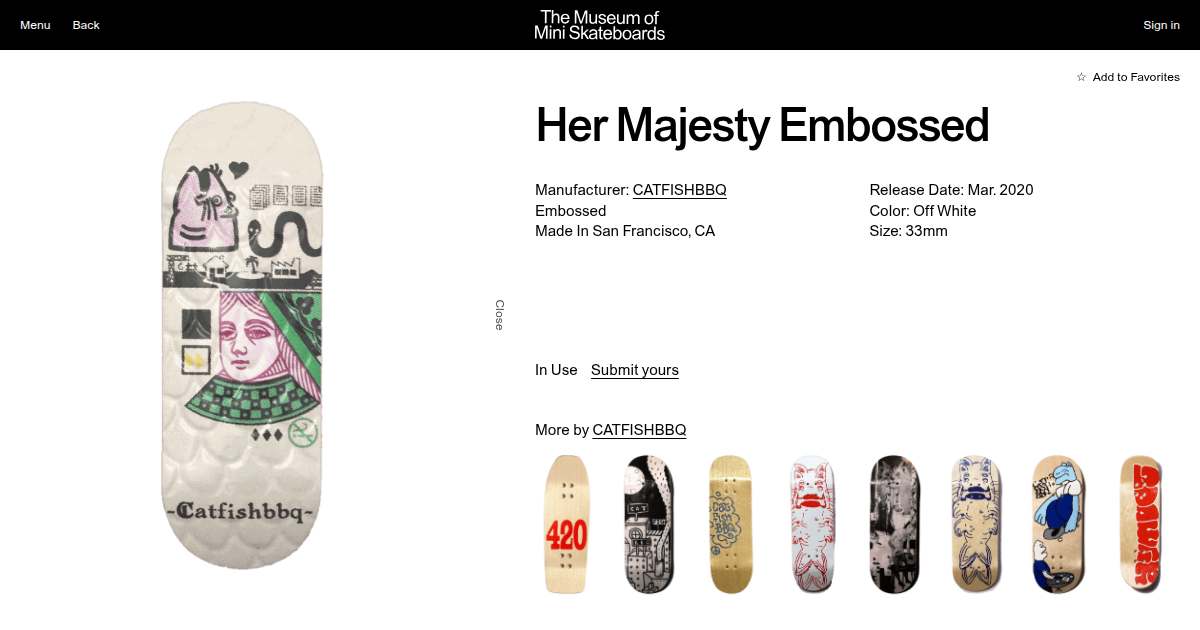 Menu
Back
The Museum of
Mini Skateboards
Sign in
☆ Add to Favorites
Her Majesty Embossed
Manufacturer: CATFISHBBQ
Embossed
Made In San Francisco, CA
Release Date: Mar. 2020
Color: Off White
Size: 33mm
Close
In Use
Submit yours
More by CATFISHBBQ
-Catfishbbq-
420
CAT